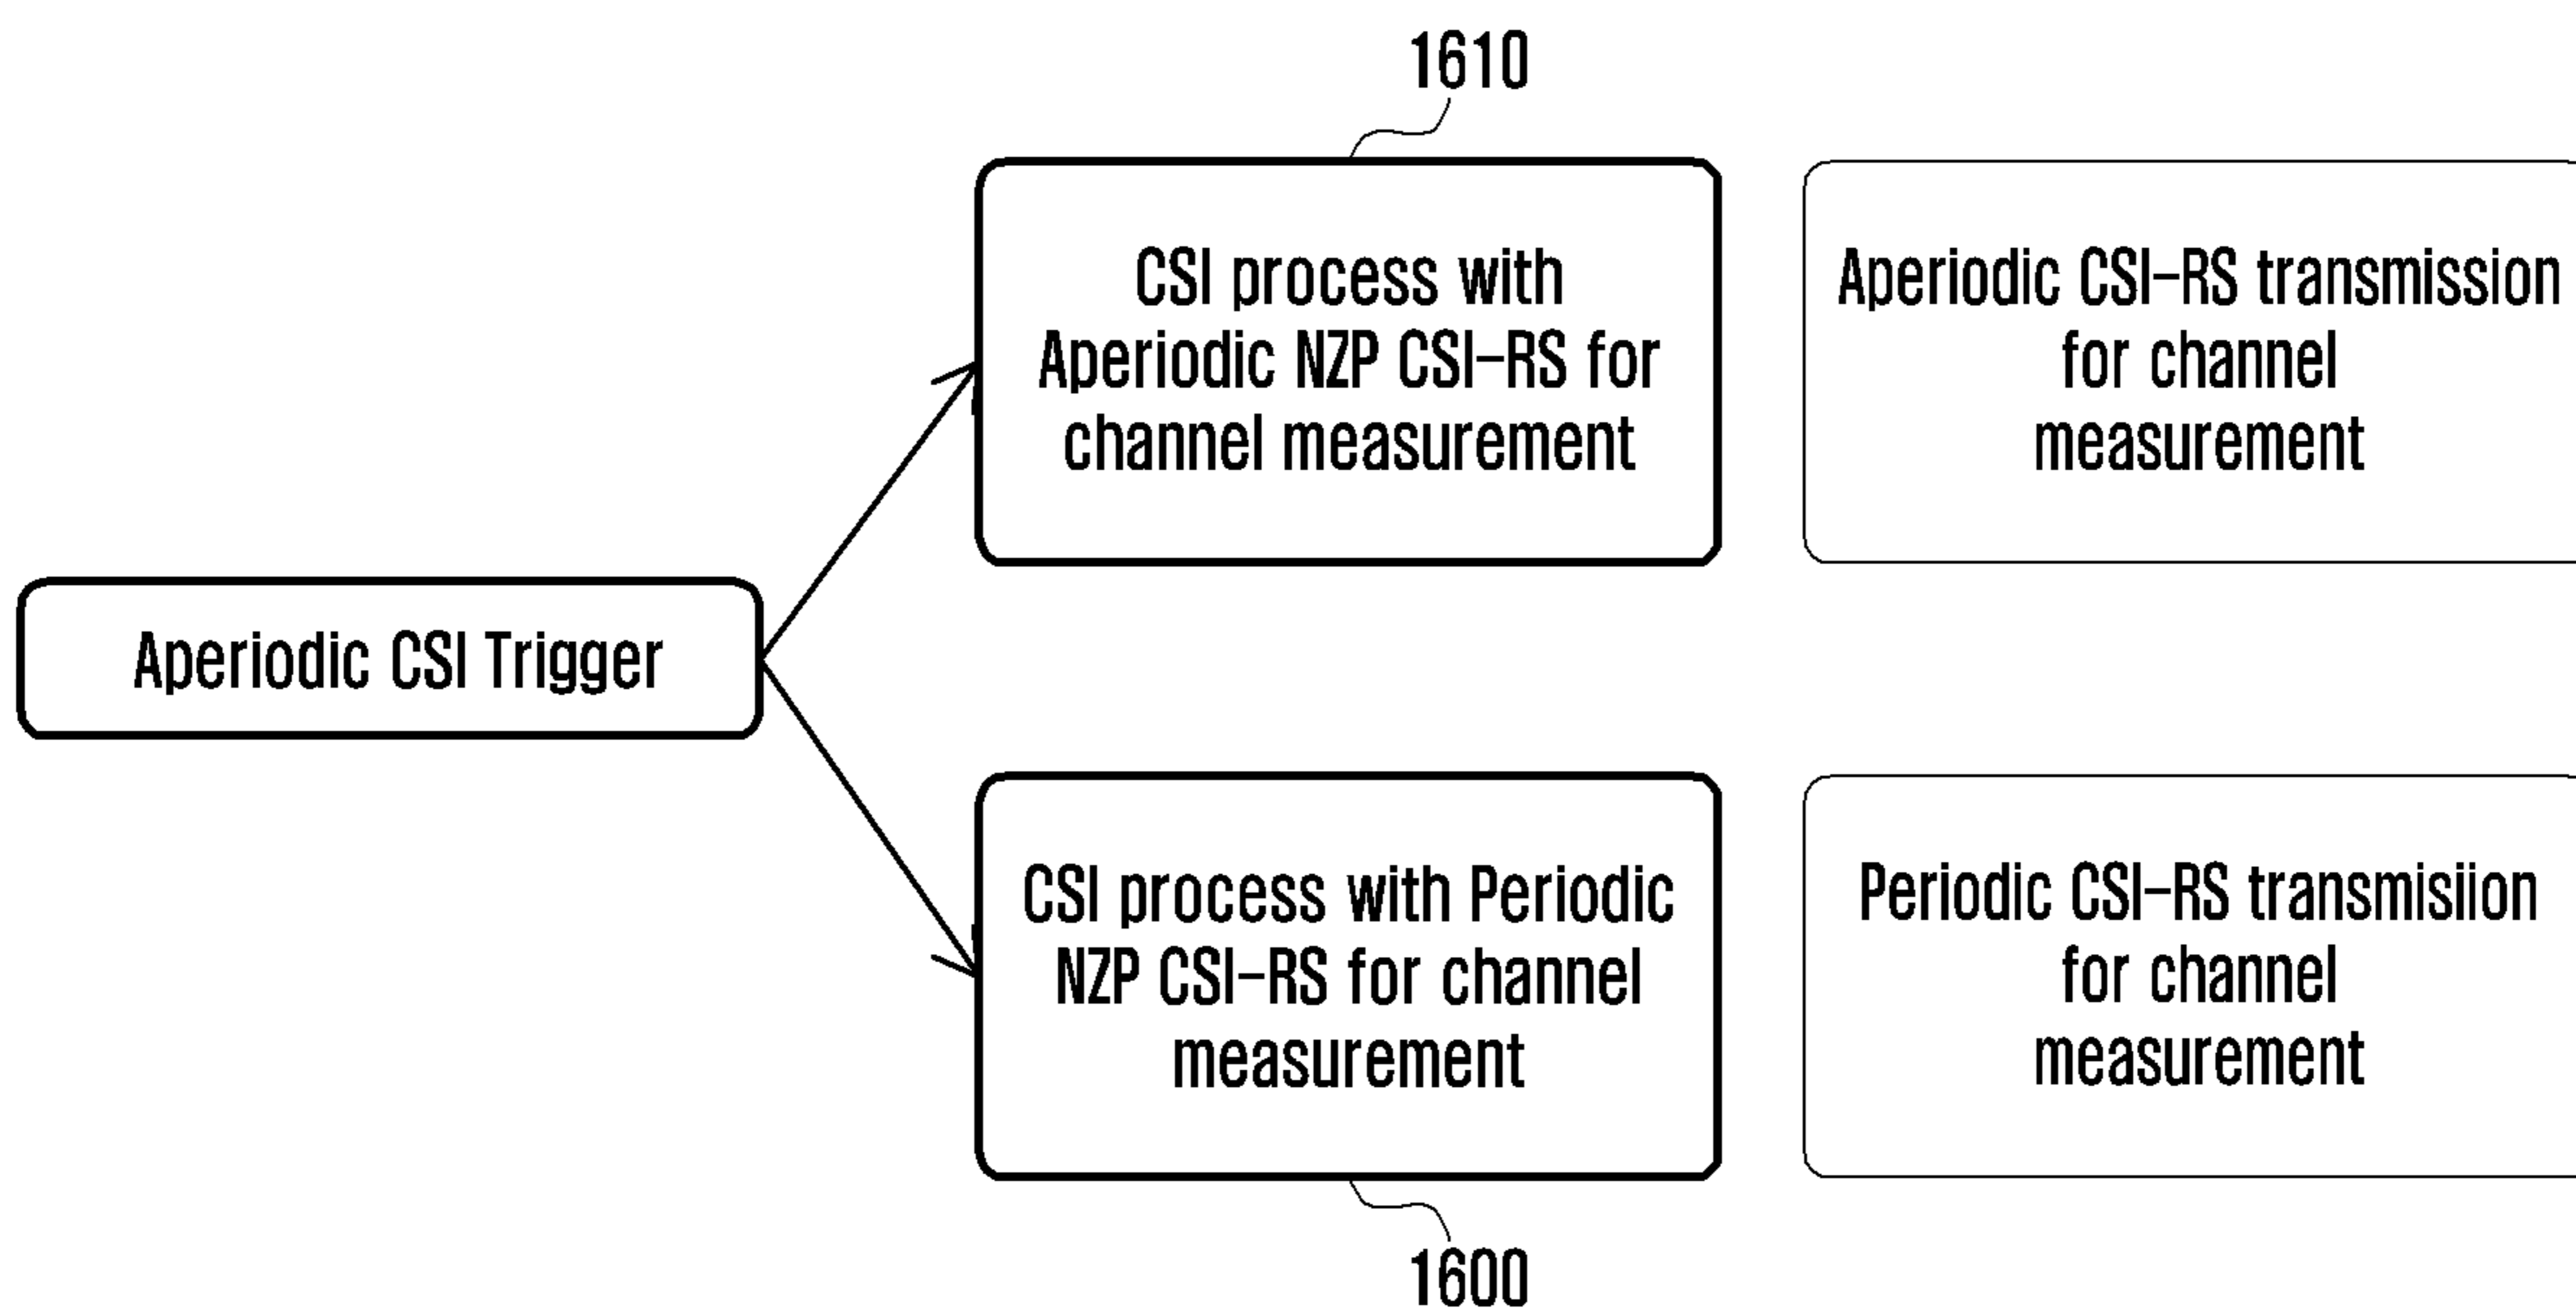 1610
CSI process with
Aperiodic NZP CSI-RS for
channel measurement
Aperiodic CSI-RS transmission
for channel
measurement
Aperiodic CSI Trigger
CSI process with Periodic
NZP CSI-RS for channel
measurement
Periodic CSI-RS transmisiion
for channel
measurement
1600